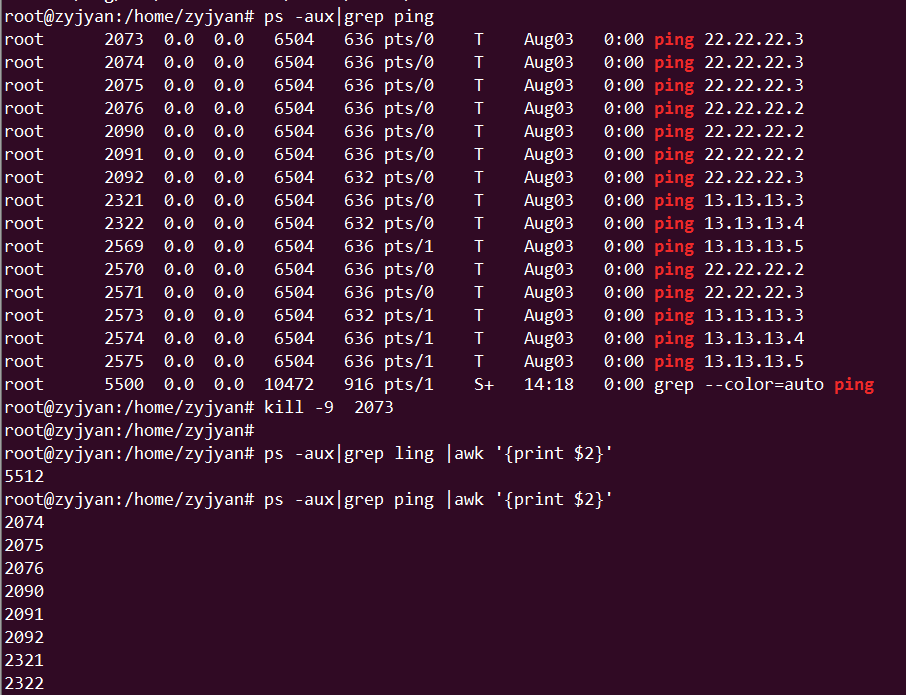 root@zyjyan:/home/zyjyan# ps -aux|grep ping
root      2073  0.0  0.0   6504   636 pts/0    T    Aug03   0:00 ping 22.22.22.3
root      2074  0.0  0.0   6504   636 pts/0    T    Aug03   0:00 ping 22.22.22.3
root      2075  0.0  0.0   6504   636 pts/0    T    Aug03   0:00 ping 22.22.22.3
root      2076  0.0  0.0   6504   636 pts/0    T    Aug03   0:00 ping 22.22.22.2
root      2090  0.0  0.0   6504   636 pts/0    T    Aug03   0:00 ping 22.22.22.2
root      2091  0.0  0.0   6504   636 pts/0    T    Aug03   0:00 ping 22.22.22.2
root      2092  0.0  0.0   6504   632 pts/0    T    Aug03   0:00 ping 22.22.22.3
root      2321  0.0  0.0   6504   636 pts/0    T    Aug03   0:00 ping 13.13.13.3
root      2322  0.0  0.0   6504   632 pts/0    T    Aug03   0:00 ping 13.13.13.4
root      2569  0.0  0.0   6504   636 pts/1    T    Aug03   0:00 ping 13.13.13.5
root      2570  0.0  0.0   6504   636 pts/0    T    Aug03   0:00 ping 22.22.22.2
root      2571  0.0  0.0   6504   636 pts/0    T    Aug03   0:00 ping 22.22.22.3
root      2573  0.0  0.0   6504   632 pts/1    T    Aug03   0:00 ping 13.13.13.3
root      2574  0.0  0.0   6504   636 pts/1    T    Aug03   0:00 ping 13.13.13.4
root      2575  0.0  0.0   6504   636 pts/1    T    Aug03   0:00 ping 13.13.13.5
root      5500  0.0  0.0  10472   916 pts/1    S+   14:18   0:00 grep --color=auto ping
root@zyjyan:/home/zyjyan# kill -9  2073
root@zyjyan:/home/zyjyan#
root@zyjyan:/home/zyjyan# ps -aux|grep ling |awk '{print $2}'
5512
root@zyjyan:/home/zyjyan# ps -aux|grep ping |awk '{print $2}'
2074
2075
2076
2090
2091
2092
2321
2322